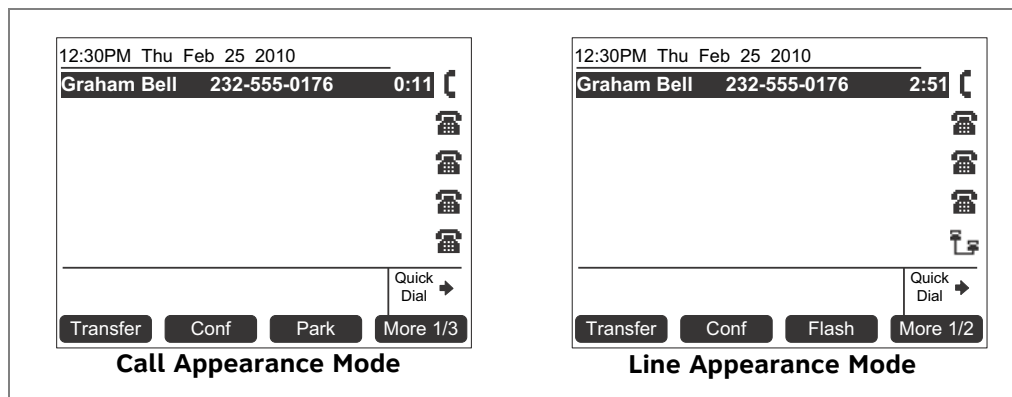 12:30PM Thu Feb 25 2010
Graham Bell 232-555-0176 0:11
Quick
Dial
Transfer Conf Park More 1/3
Call Appearance Mode
12:30PM Thu Feb 25 2010
Graham Bell 232-555-0176 2:51
Quick
Dial
Transfer Conf Flash More 1/2
Line Appearance Mode